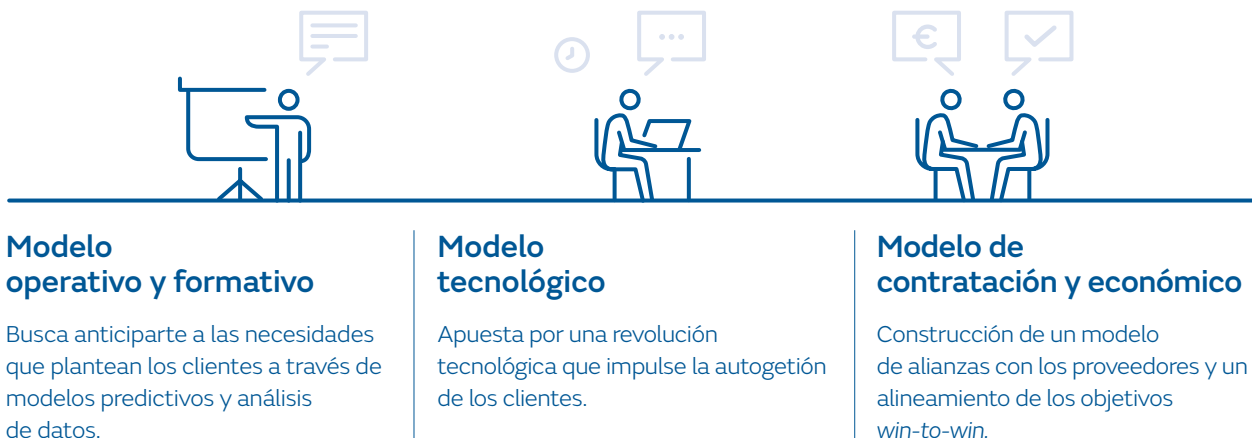 Modelo
operativo y formativo
Busca anticiparte a las necesidades
que plantean los clientes a través de
modelos predictivos y análisis
de datos.
Modelo
tecnológico
Apuesta por una revolución
tecnológica que impulse la autogetión
de los clientes.
Modelo de
contratación y económico
Construcción de un modelo
de alianzas con los proveedores y un
alineamiento de los objetivos
win-to-win.
€